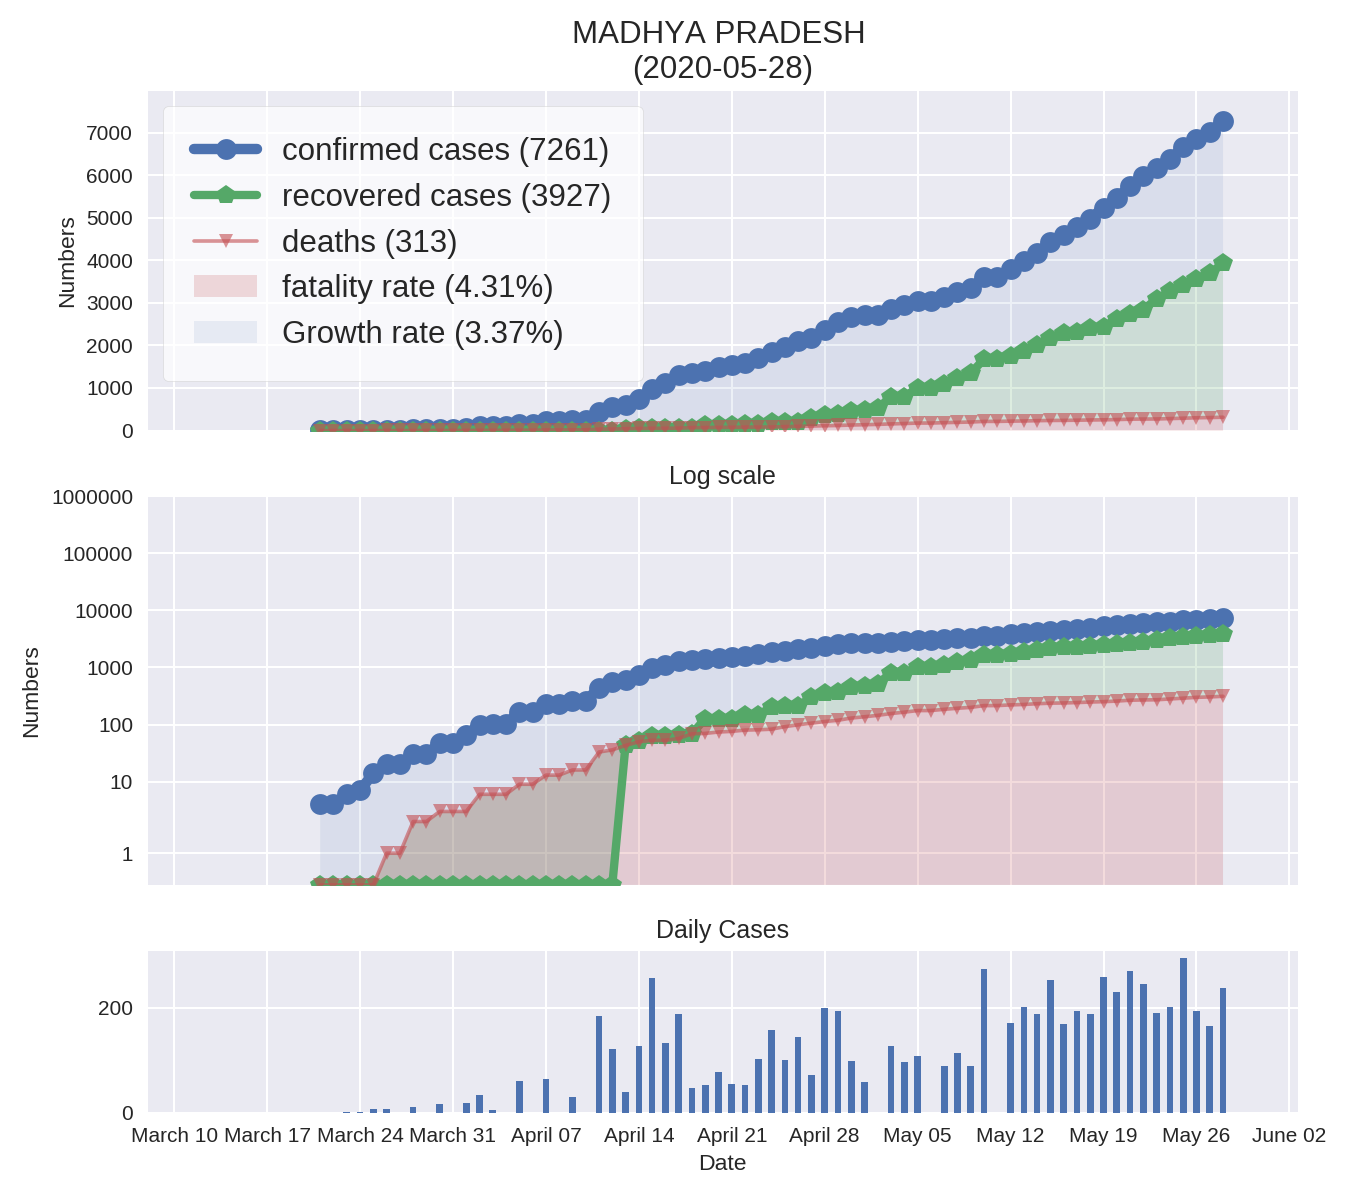 MADHYA PRADESH
(2020-05-28)
7000
6000
5000
4000
3000
2000
1000
0
Numbers
confirmed cases (7261)
recovered cases (3927)
deaths (313)
fatality rate (4.31%)
Growth rate (3.37%)
Log scale
1000000
100000
10000
1000
100
10
1
Numbers
Daily Cases
200
0
March 10 March 17 March 24 March 31 April 07 April 14 April 21 April 28 May 05 May 12 May 19 May 26 June 02
Date